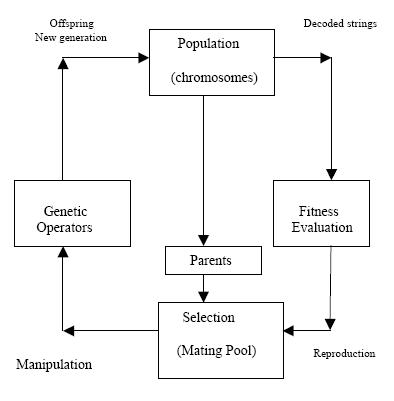 Offspring
New generation
Decoded strings
Population
(chromosomes)
Genetic
Operators
Fitness
Evaluation
Parents
Selection
(Mating Pool)
Manipulation
Reproduction